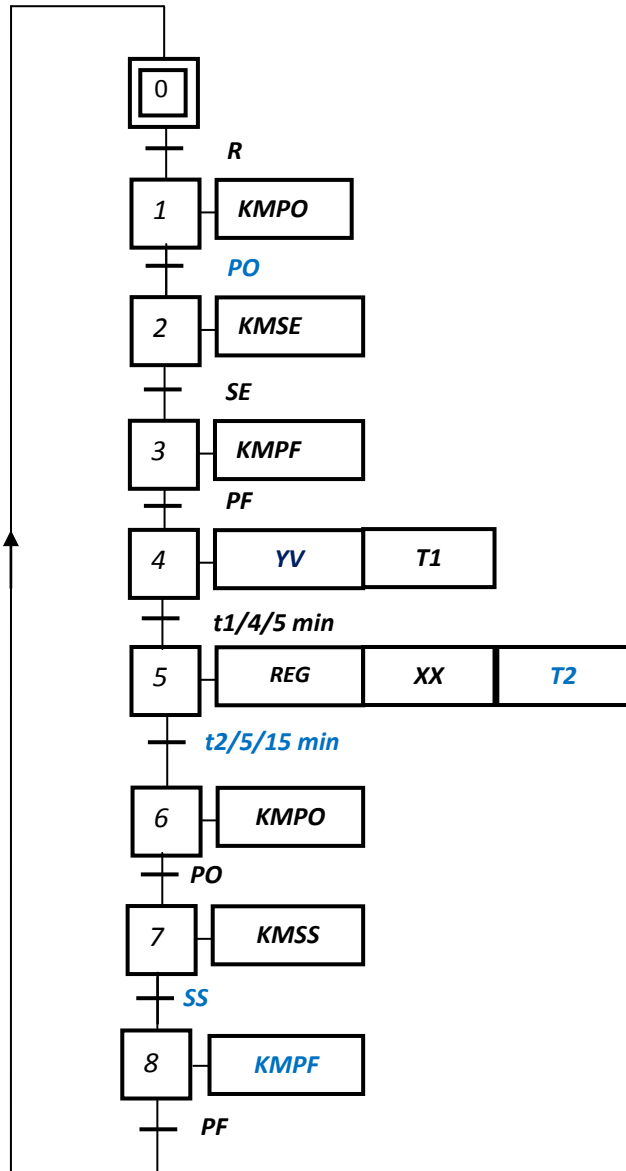 0
R
1 KMPO
PO
2 KMSE
SE
3 KMPF
PF
4 YV T1
t1/4/5 min
5 REG XX T2
t2/5/15 min
6 KMPO
PO
7 KMSS
SS
8 KMPF
PF